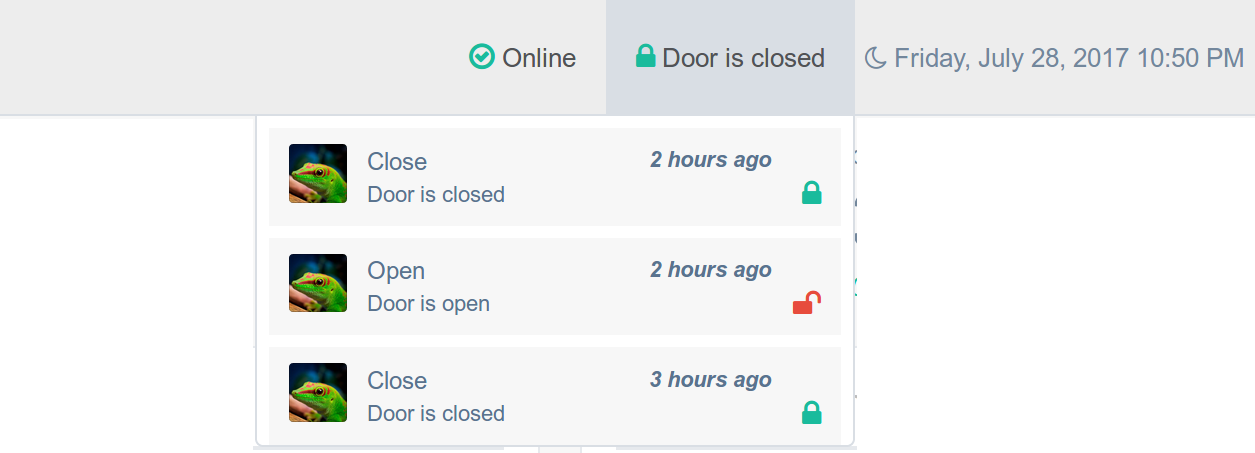 Online
Door is closed
Friday, July 28, 2017 10:50 PM
Close
2 hours ago
Door is closed
Open
2 hours ago
Door is open
Close
3 hours ago
Door is closed